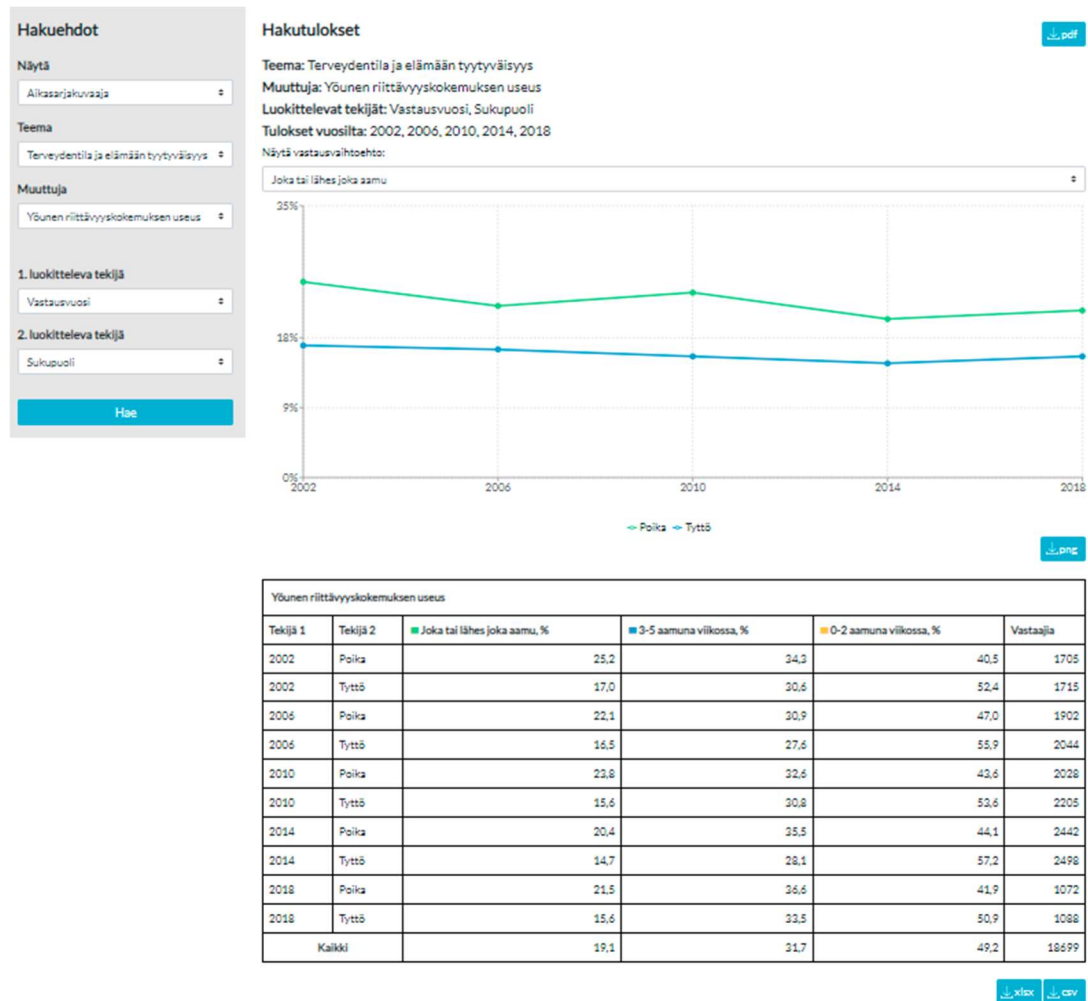 Hakuehdot
Näytä
Aikasarjakuvaaja
Teema
Terveydentila ja elämään tyytyväisyys
Muuttuja
Yöunen riittävyyskokemuksen useus
1. luokitteleva tekijä
Vastausvuosi
2. luokitteleva tekijä
Sukupuoli
Hae
Hakutulokset
pdf
Teema: Terveydentila ja elämään tyytyväisyys
Muuttuja: Yöunen riittävyyskokemuksen useus
Luokittelevat tekijät: Vastausvuosi, Sukupuoli
Tulokset vuosilta: 2002, 2006, 2010, 2014, 2018
Näytä vastausvaihtoehto:
Joka tai lähes joka aamu
35%
18%
9%
0%
2002 2006 2010 2014 2018
Poika Tyttö
png
Yöunen riittävyyskokemuksen useus
Tekijä 1 Tekijä 2 Joka tai lähes joka aamu, % 3-5 aamuna viikossa, % 0-2 aamuna viikossa, % Vastaajia
2002 Poika 25,2 34,3 40,5 1705
2002 Tyttö 17,0 30,6 52,4 1715
2006 Poika 22,1 30,9 47,0 1902
2006 Tyttö 16,5 27,6 55,9 2044
2010 Poika 23,8 32,6 43,6 2028
2010 Tyttö 15,6 30,8 53,6 2205
2014 Poika 20,4 35,5 44,1 2442
2014 Tyttö 14,7 28,1 57,2 2498
2018 Poika 21,5 36,6 41,9 1072
2018 Tyttö 15,6 33,5 50,9 1088
Kaikki 19,1 31,7 49,2 18699
xlsx csv